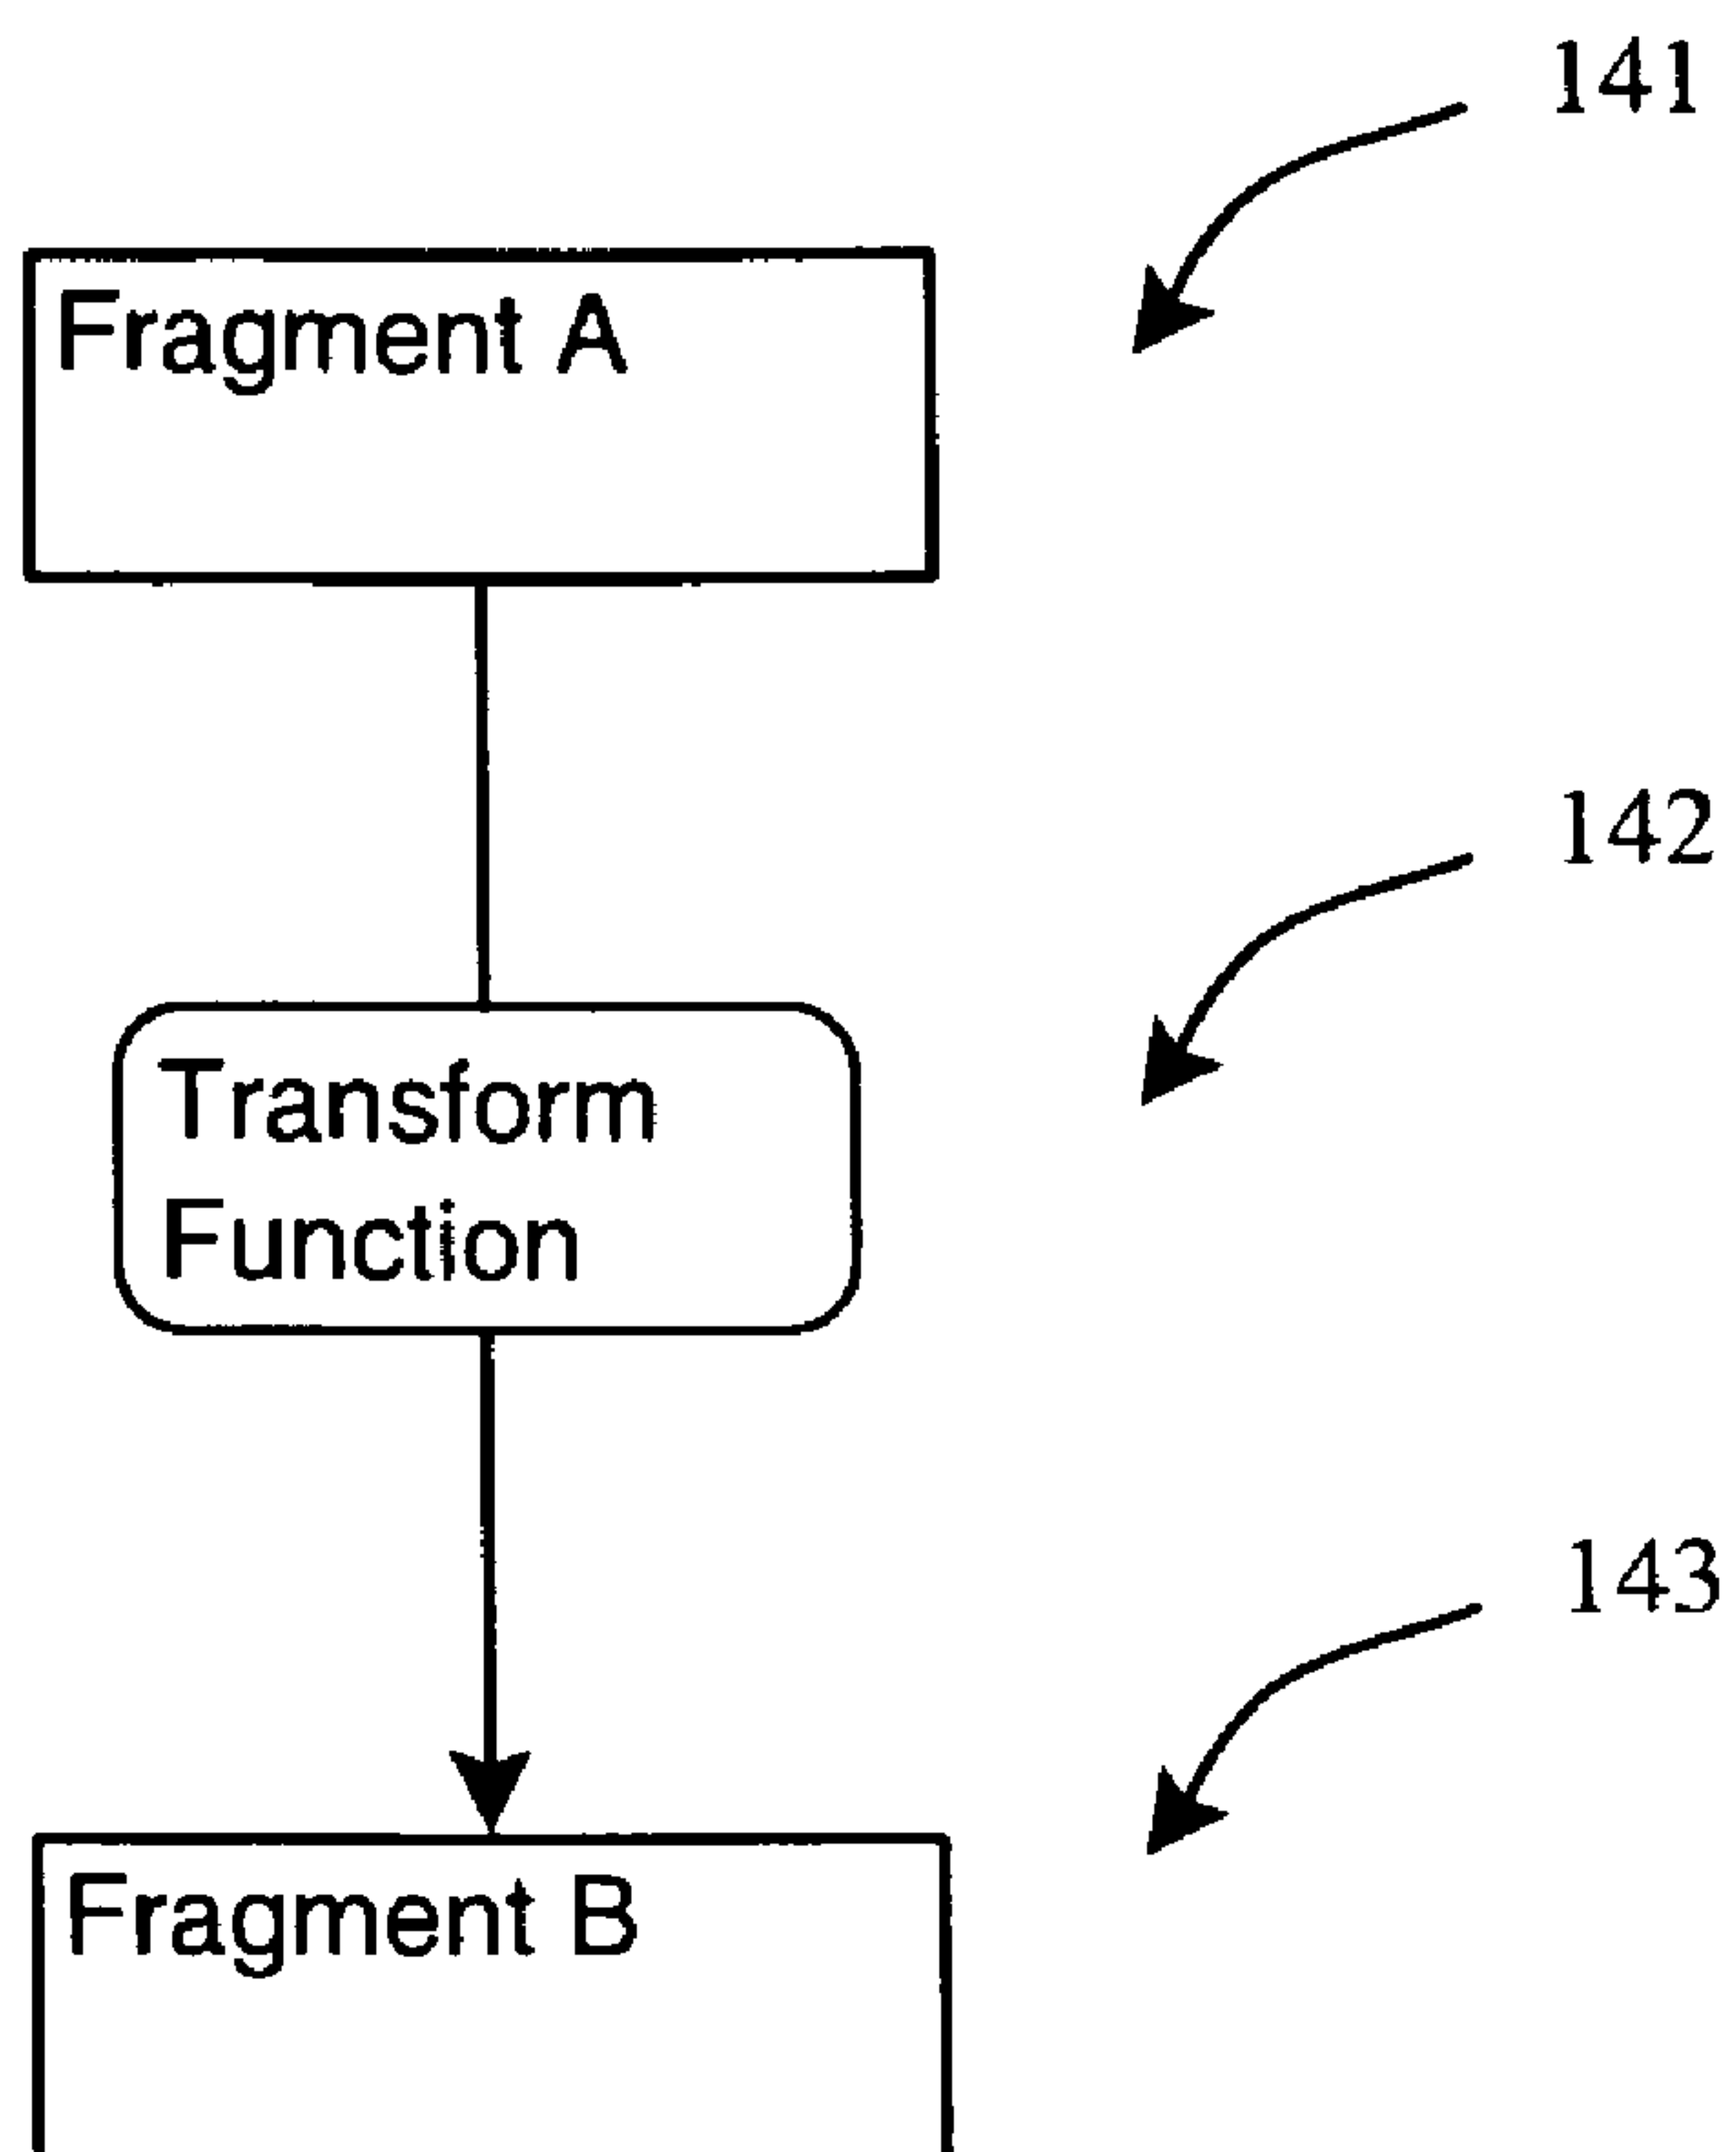 141
Fragment A
142
Transform
Function
143
Fragment B